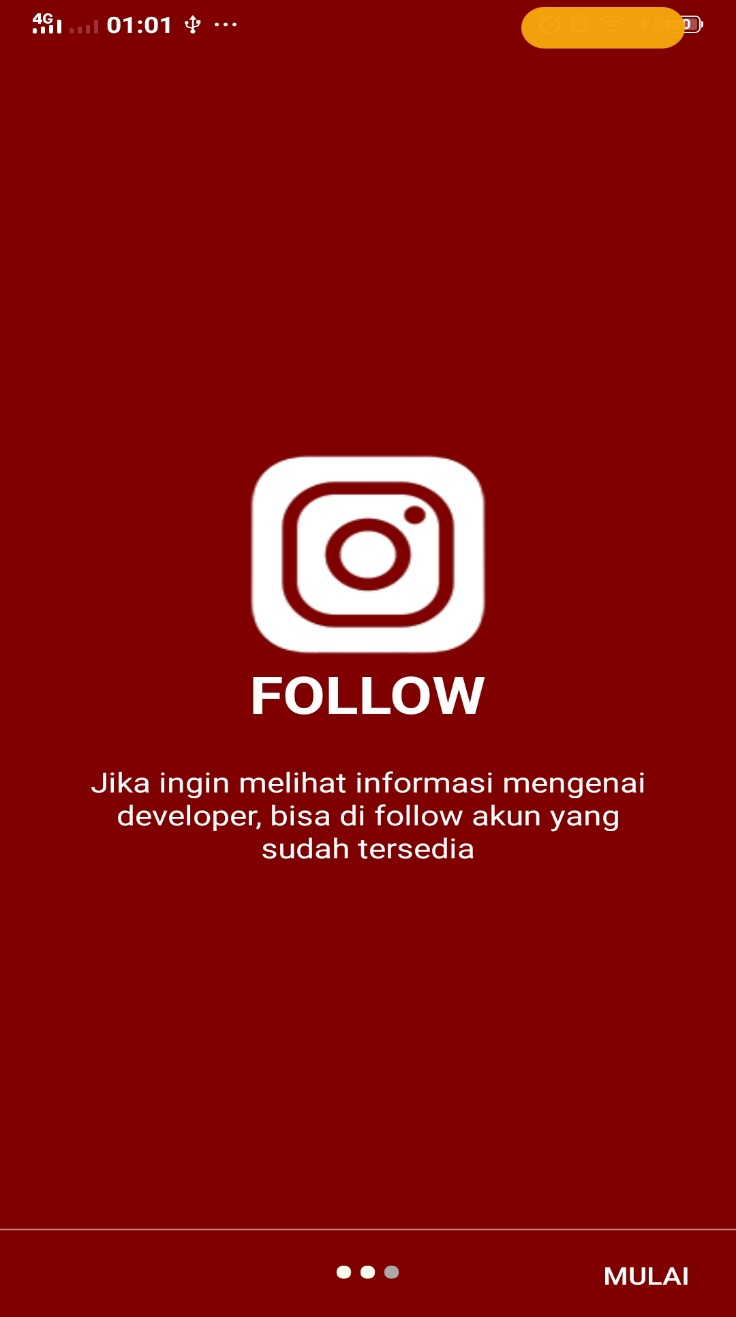 4G 01:01 ...
FOLLOW
Jika ingin melihat informasi mengenai
developer, bisa di follow akun yang
sudah tersedia
MULAI